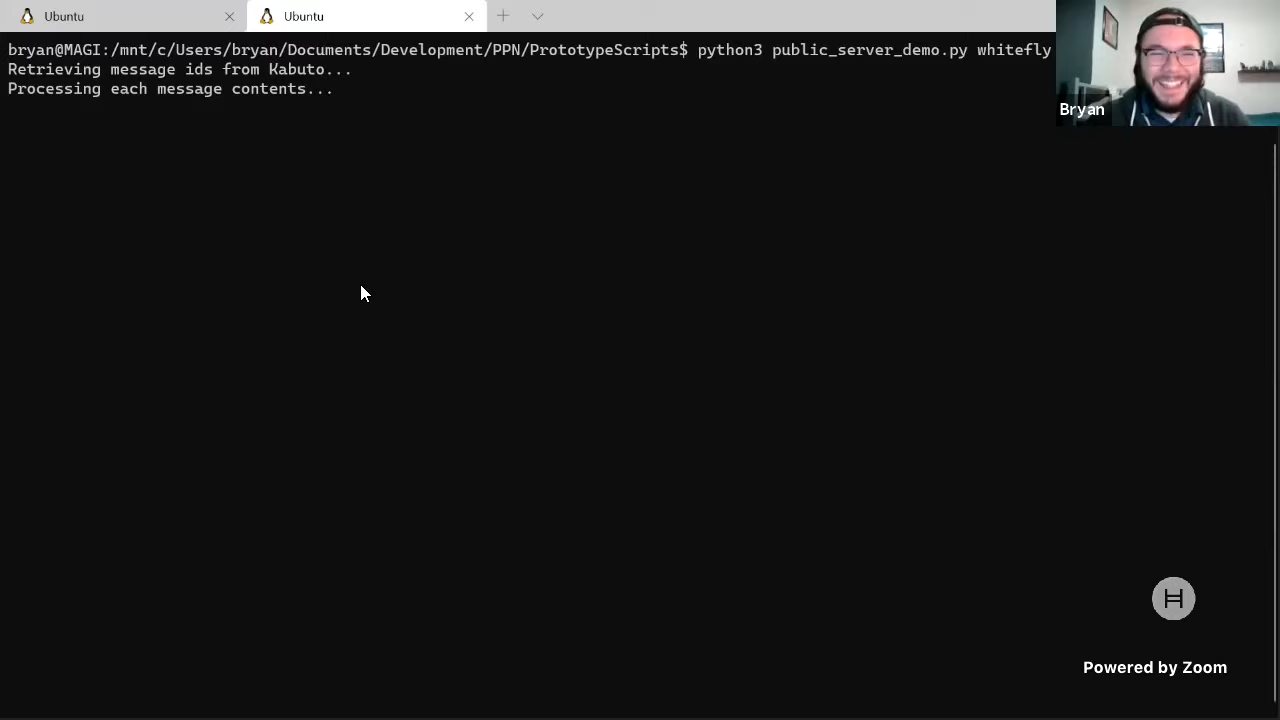 Ubuntu
Ubuntu
bryan@MAGI:/mnt/c/Users/bryan/Documents/Development/PPN/PrototypeScripts$ python3 public_server_demo.py whitefly
Retrieving message ids from Kabuto...
Processing each message contents...
Bryan
Powered by Zoom